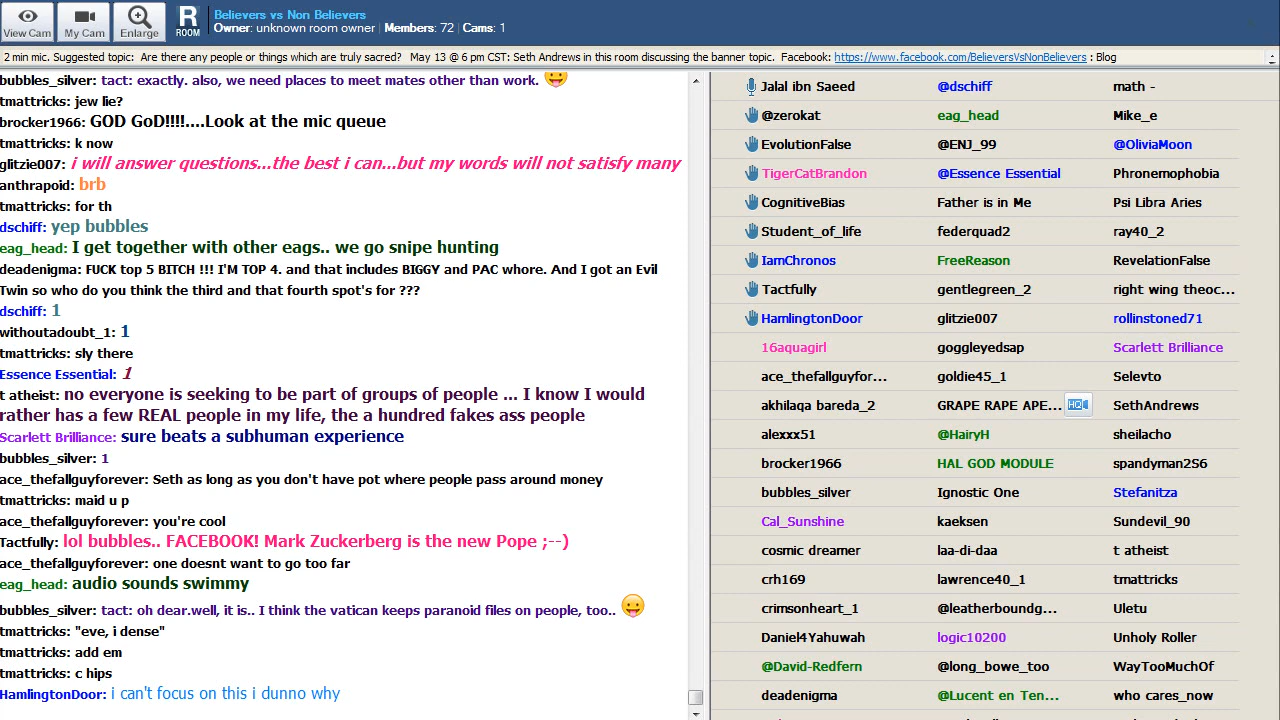 Believers vs Non Believers
View Cam
My Cam
Enlarge
R
ROOM
Owner: unknown room owner | Members: 72 | Cams: 1
2 min mic. Suggested topic: Are there any people or things which are truly sacred? May 13 @ 6 pm CST: Seth Andrews in this room discussing the banner topic. Facebook: https://www.facebook.com/BelieversVsNonBelievers : Blog
bubbles_silver: tact: exactly. also, we need places to meet mates other than work. 😛
tmattricks: jew lie?
brocker1966: GOD GoD!!!!....Look at the mic queue
tmattricks: k now
glitzie007: i will answer questions...the best i can...but my words will not satisfy many
anthrapoid: brb
tmattricks: for th
dschiff: yep bubbles
eag_head: I get together with other eags.. we go snipe hunting
deadenigma: FUCK top 5 BITCH !!! I'M TOP 4. and that includes BIGGY and PAC whore. And I got an Evil
Twin so who do you think the third and that fourth spot's for ???
dschiff: 1
withoutadoubt_1: 1
tmattricks: sly there
Essence Essential: 1
t atheist: no everyone is seeking to be part of groups of people ... I know I would
rather has a few REAL people in my life, the a hundred fakes ass people
Scarlett Brilliance: sure beats a subhuman experience
bubbles_silver: 1
ace_thefallguyforever: Seth as long as you don't have pot where people pass around money
tmattricks: maid u p
ace_thefallguyforever: you're cool
Tactfully: lol bubbles.. FACEBOOK! Mark Zuckerberg is the new Pope ;--)
ace_thefallguyforever: one doesnt want to go too far
eag_head: audio sounds swimmy
bubbles_silver: tact: oh dear.well, it is.. I think the vatican keeps paranoid files on people, too.. 😛
tmattricks: "eve, i dense"
tmattricks: add em
tmattricks: c hips
HamlingtonDoor: i can't focus on this i dunno why
Jalal ibn Saeed @dschiff math -
@zerokat eag_head Mike_e
EvolutionFalse @ENJ_99 @OliviaMoon
TigerCatBrandon @Essence Essential Phronemophobia
CognitiveBias Father is in Me Psi Libra Aries
Student_of_life federquad2 ray40_2
IamChronos FreeReason RevelationFalse
Tactfully gentlegreen_2 right wing theoc...
HamlingtonDoor glitzie007 rollinstoned71
16aquagirl goggleyedsap Scarlett Brilliance
ace_thefallguyfor... goldie45_1 Selevto
akhilaqa bareda_2 GRAPE RAPE APE... HQ SethAndrews
alexxx51 @HairyH sheilacho
brocker1966 HAL GOD MODULE spandyman2S6
bubbles_silver Ignostic One Stefanitza
Cal_Sunshine kaeksen Sundevil_90
cosmic dreamer laa-di-daa t atheist
crh169 lawrence40_1 tmattricks
crimsonheart_1 @leatherboundg... Uletu
Daniel4Yahuwah logic10200 Unholy Roller
@David-Redfern @long_bowe_too WayTooMuchOf
deadenigma @Lucent en Ten... who cares_now